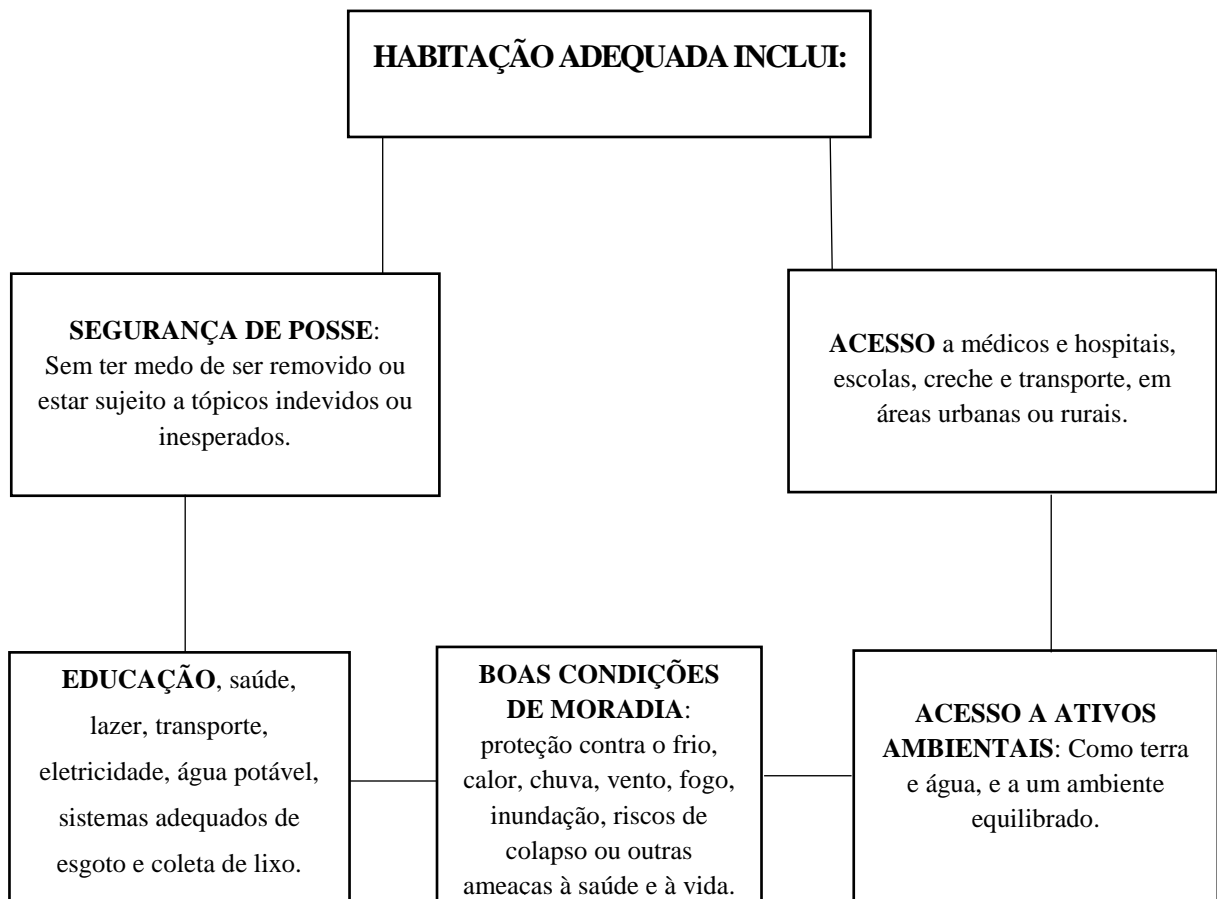 HABITAÇÃO ADEQUADA INCLUI:
SEGURANÇA DE POSSE:
Sem ter medo de ser removido ou
estar sujeito a tópicos indevidos ou
inesperados.
ACESSO a médicos e hospitais,
escolas, creche e transporte, em
áreas urbanas ou rurais.
EDUCAÇÃO, saúde,
lazer, transporte,
eletricidade, água potável,
sistemas adequados de
esgoto e coleta de lixo.
BOAS CONDIÇÕES
DE MORADIA:
proteção contra o frio,
calor, chuva, vento, fogo,
inundação, riscos de
colapso ou outras
ameacas à saúde e à vida.
ACESSO A ATIVOS
AMBIENTAIS: Como terra
e água, e a um ambiente
equilibrado.